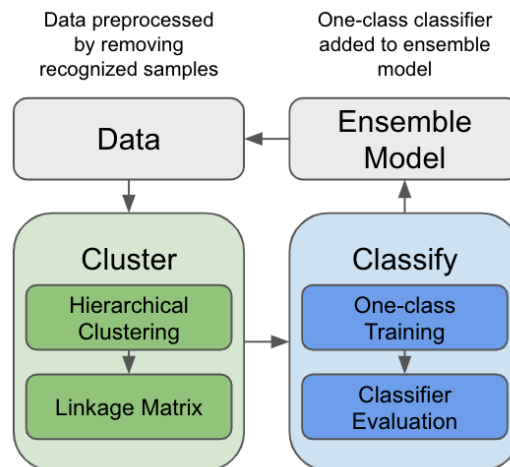 Data preprocessed
by removing
recognized samples
One-class classifier
added to ensemble
model
Data
Ensemble
Model
Cluster
Hierarchical
Clustering
Linkage Matrix
Classify
One-class
Training
Classifier
Evaluation